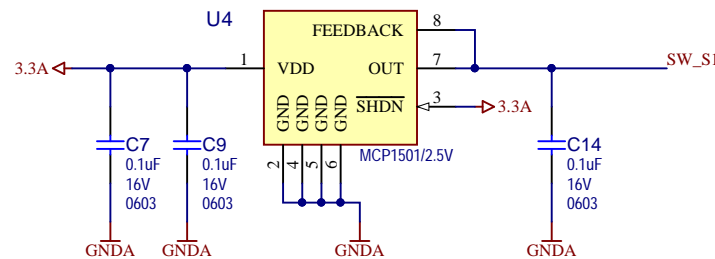 U4
FEEDBACK 8
3.3A 1 VDD OUT 7 SW_S1
SHDN 3 3.3A
GND GND GND GND
2 4 5 6
MCP1501/2.5V
C7 C9 C14
0.1uF 0.1uF 0.1uF
16V 16V 16V
0603 0603 0603
GNDA GNDA GNDA GNDA